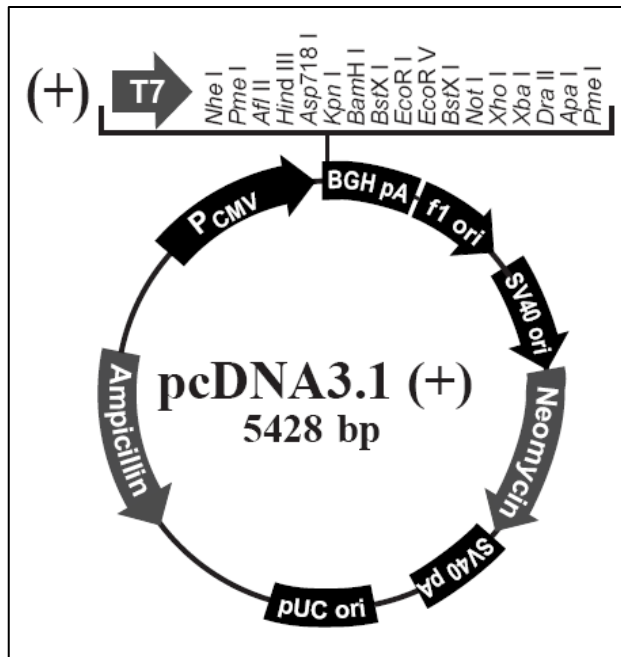 (+)
T7
Nhe I
Pme I
Afl II
Hind III
Asp718 I
Kpn I
BamH I
BstX I
EcoR I
EcoR V
BstX I
Not I
Xho I
Xba I
Dra II
Apa I
Pme I
PCMV
BGH pA
f1 ori
SV40 ori
Neomycin
SV40 pA
pUC ori
Ampicillin
pcDNA3.1 (+)
5428 bp